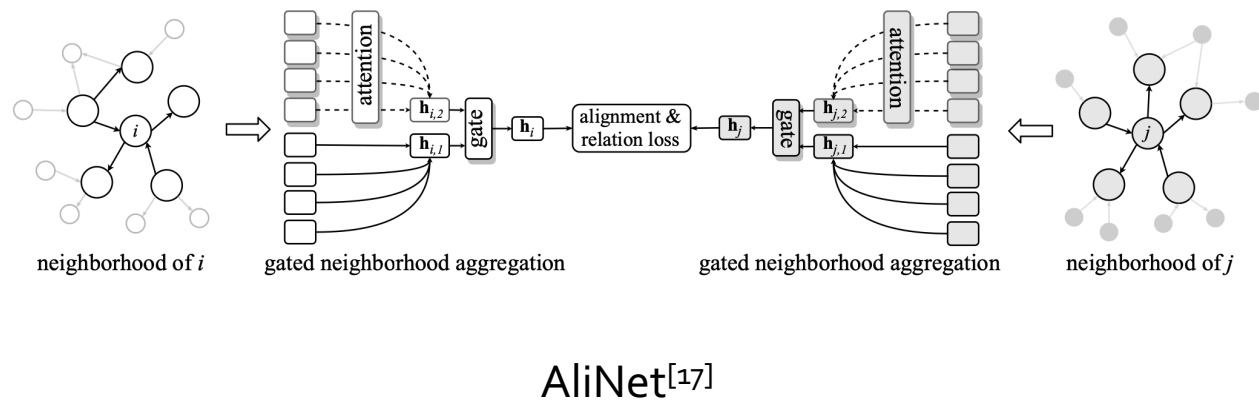 i
neighborhood of i
attention
h_{i,2}
h_{i,1}
gate
h_i
gated neighborhood aggregation
alignment &
relation loss
h_j
gate
h_{j,2}
h_{j,1}
attention
gated neighborhood aggregation
j
neighborhood of j
AliNet[17]